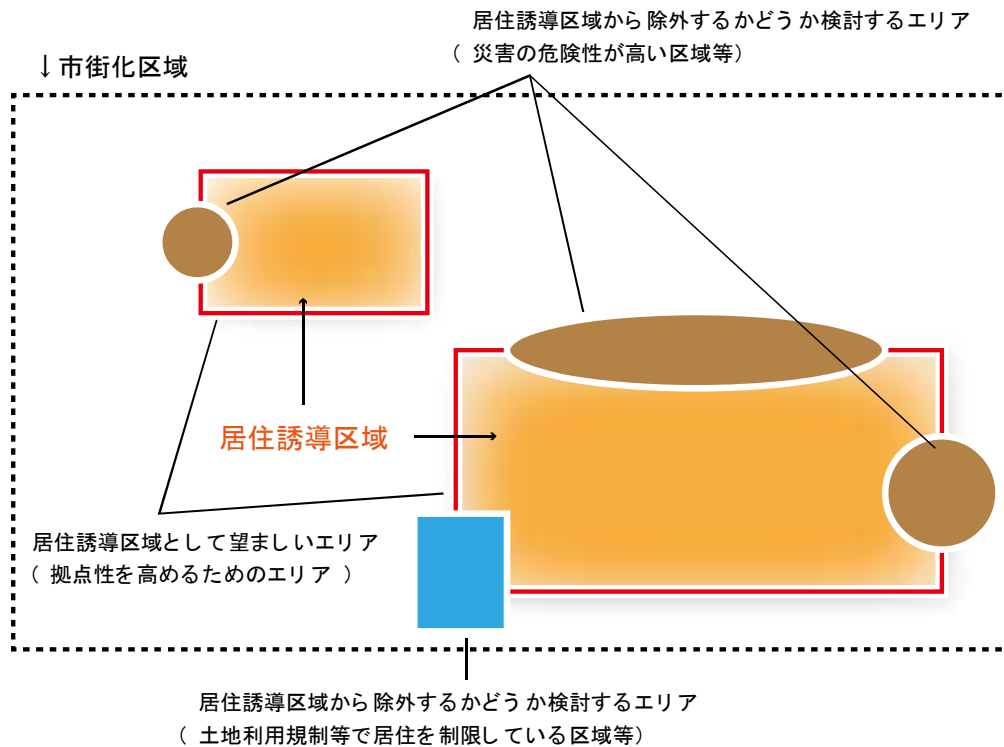 居住誘導区域から除外するかどうか検討するエリア
（ 災害の危険性が高い区域等）
↓市街化区域
居住誘導区域
居住誘導区域として望ましいエリア
（ 拠点性を高めるためのエリア ）
居住誘導区域から除外するかどうか検討するエリア
（ 土地利用規制等で居住を制限している区域等）